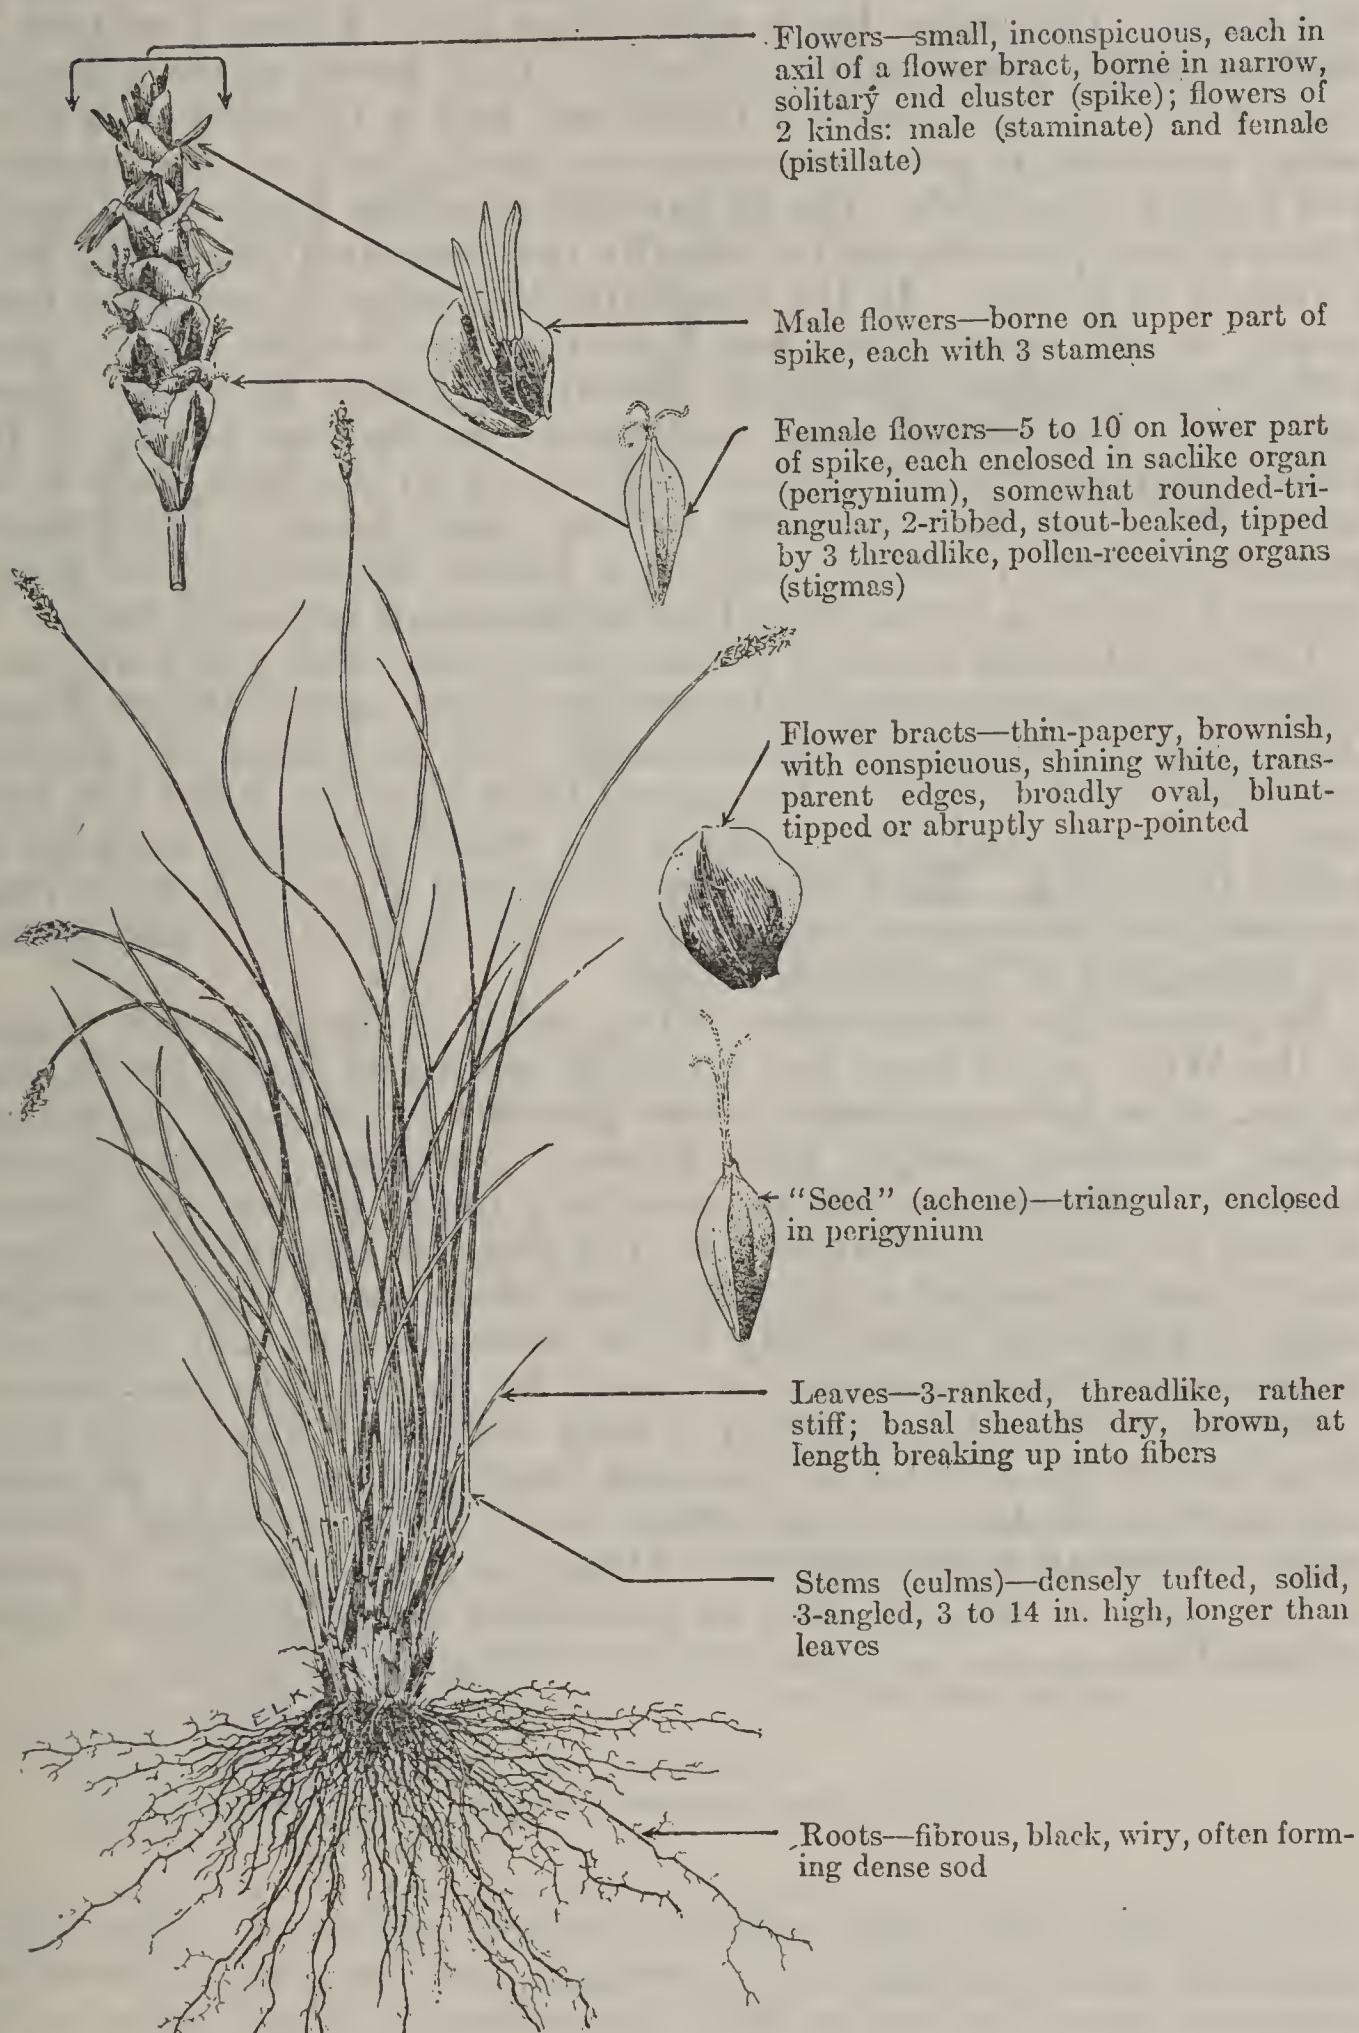 Flowers—small, inconspicuous, each in
axil of a flower bract, borne in narrow,
solitary end cluster (spike); flowers of
2 kinds: male (staminate) and female
(pistillate)
Male flowers—borne on upper part of
spike, each with 3 stamens
Female flowers—5 to 10 on lower part
of spike, each enclosed in saclike organ
(perigynium), somewhat rounded-tri-
angular, 2-ribbed, stout-beaked, tipped
by 3 threadlike, pollen-receiving organs
(stigmas)
Flower bracts—thin-papery, brownish,
with conspicuous, shining white, trans-
parent edges, broadly oval, blunt-
tipped or abruptly sharp-pointed
"Seed" (achene)—triangular, enclosed
in perigynium
Leaves—3-ranked, threadlike, rather
stiff; basal sheaths dry, brown, at
length breaking up into fibers
Stems (culms)—densely tufted, solid,
3-angled, 3 to 14 in. high, longer than
leaves
ELK
Roots—fibrous, black, wiry, often form-
ing dense sod